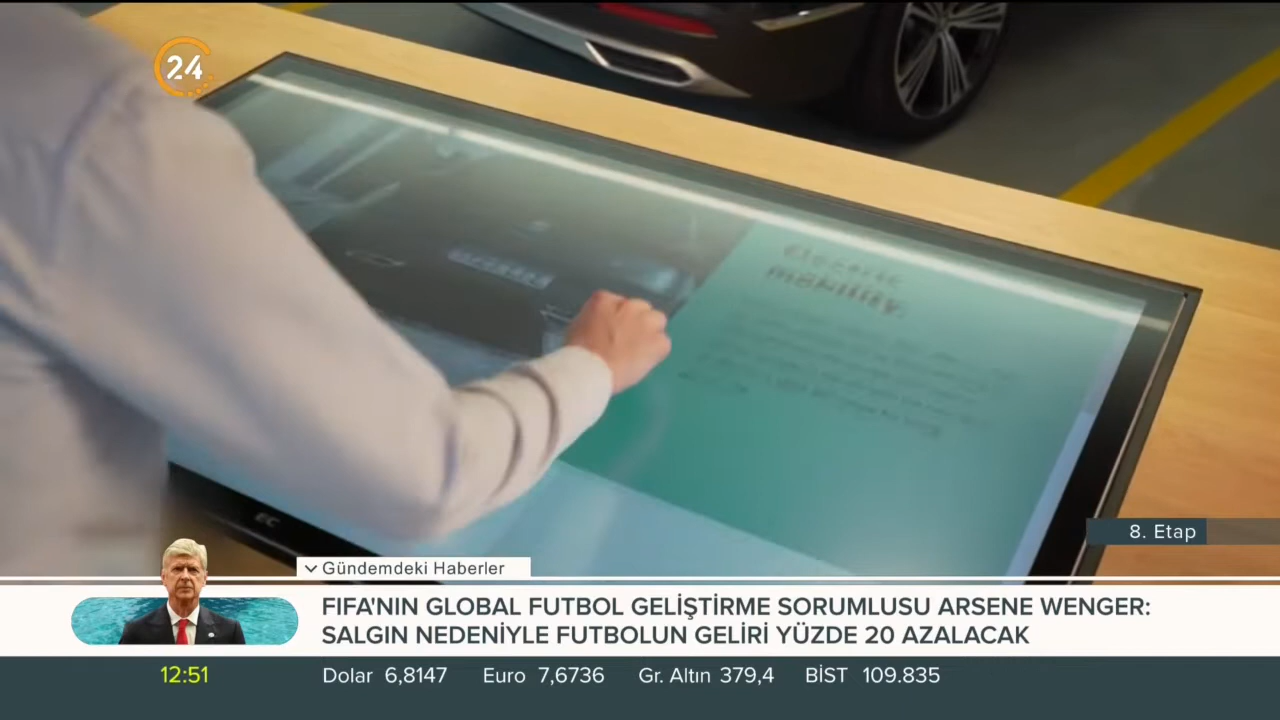 24
Electric
mobility
EC
8. Etap
Gündemdeki Haberler
FIFA'NIN GLOBAL FUTBOL GELİŞTİRME SORUMLUSU ARSENE WENGER:
SALGIN NEDENİYLE FUTBOLUN GELİRİ YÜZDE 20 AZALACAK
12:51 Dolar 6,8147 Euro 7,6736 Gr. Altın 379,4 BİST 109.835